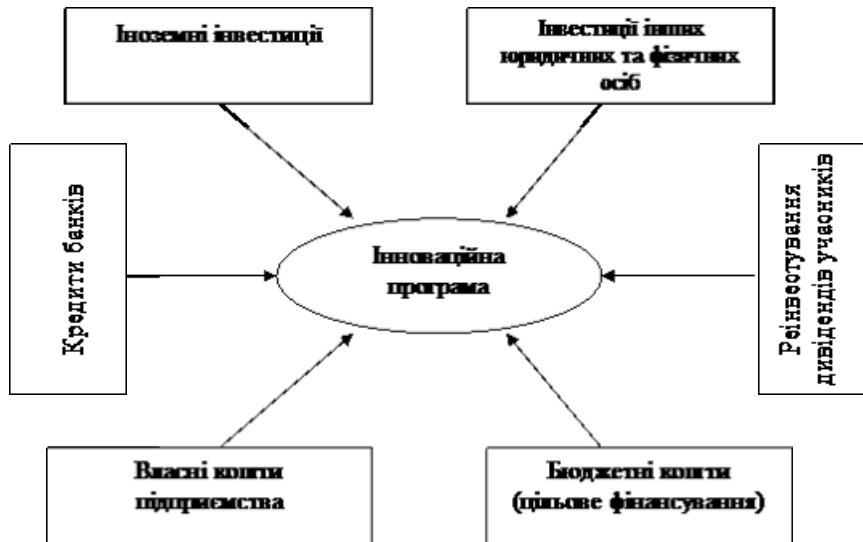 Іноземні інвестиції
Інвестиції інших
юридичних та фізичних
осіб
Кредити банків
Інноваційна
програма
Реінвестування
дивідендів учасників
Власні кошти
підприємства
Бюджетні кошти
(цільове фінансування)